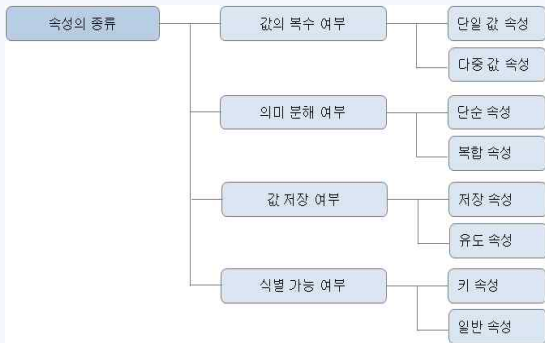 속성의 종류
값의 복수 여부
단일 값 속성
다중 값 속성
의미 분해 여부
단순 속성
복합 속성
값 저장 여부
저장 속성
유도 속성
식별 가능 여부
키 속성
일반 속성